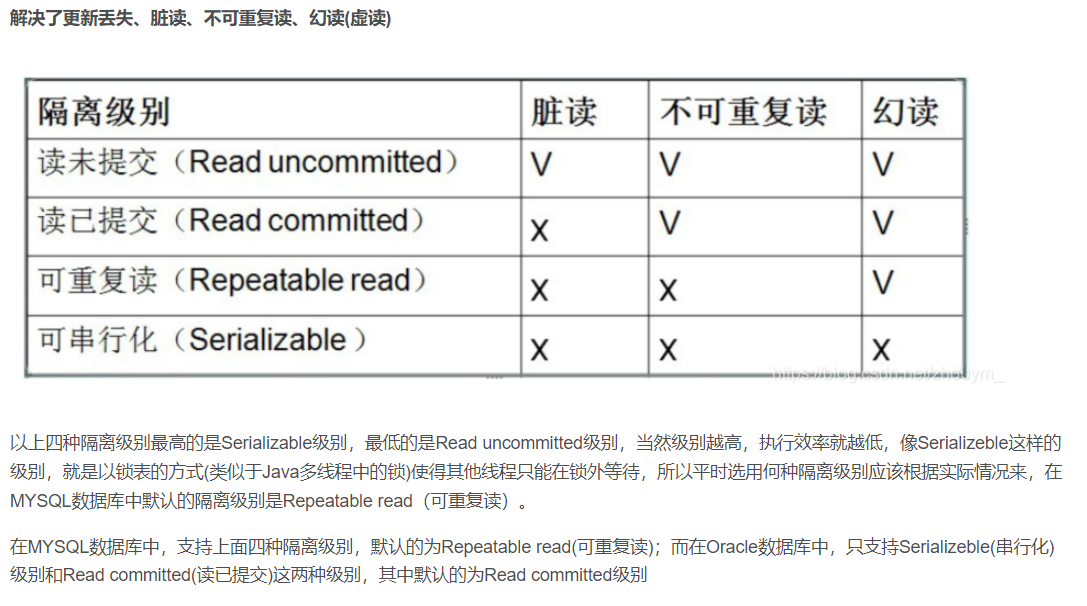 解决了更新丢失、脏读、不可重复读、幻读(虚读)
隔离级别 脏读 不可重复读 幻读
读未提交（Read uncommitted） V V V
读已提交（Read committed） x V V
可重复读（Repeatable read） x x V
可串行化（Serializable ） x x x
以上四种隔离级别最高的是Serializable级别，最低的是Read uncommitted级别，当然级别越高，执行效率就越低，像Serializeble这样的
级别，就是以锁表的方式(类似于Java多线程中的锁)使得其他线程只能在锁外等待，所以平时选用何种隔离级别应该根据实际情况来，在
MYSQL数据库中默认的隔离级别是Repeatable read（可重复读）。
在MYSQL数据库中，支持上面四种隔离级别，默认的为Repeatable read(可重复读)；而在Oracle数据库中，只支持Serializeble(串行化)
级别和Read committed(读已提交)这两种级别，其中默认的为Read committed级别